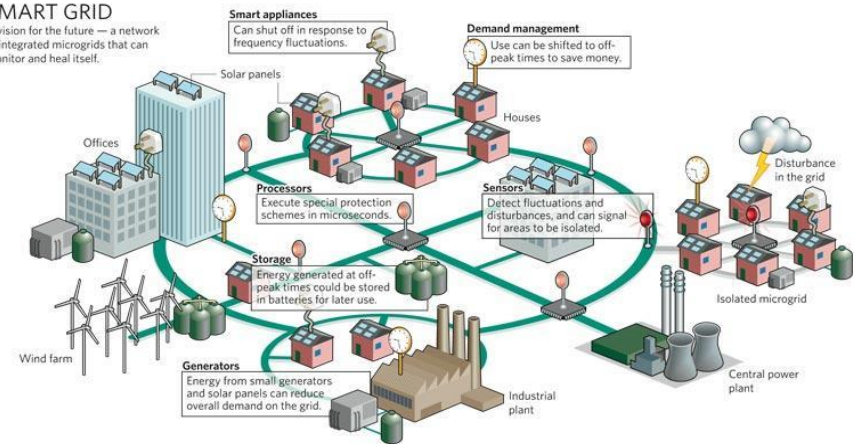 MART GRID
vision for the future — a network
integrated microgrids that can
onitor and heal itself.
Smart appliances
Can shut off in response to
frequency fluctuations.
Demand management
Use can be shifted to off-
peak times to save money.
Solar panels
Houses
Offices
Disturbance
in the grid
Processors
Execute special protection
schemes in microseconds.
Sensors
Detect fluctuations and
disturbances, and can signal
for areas to be isolated.
Storage
Energy generated at off-
peak times could be stored
in batteries for later use.
Isolated microgrid
Wind farm
Generators
Energy from small generators
and solar panels can reduce
overall demand on the grid.
Industrial
plant
Central power
plant